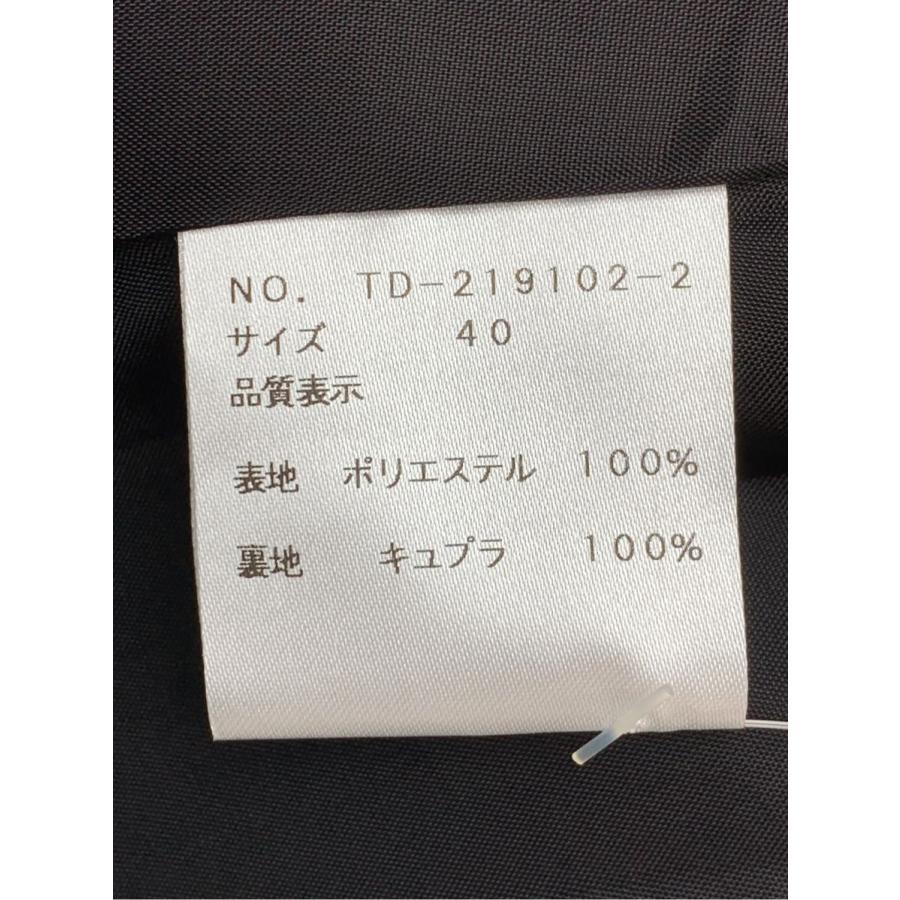 NO. TD-219102-2
サイズ 40
品質表示
表地 ポリエステル 100%
裏地 キュプラ 100%